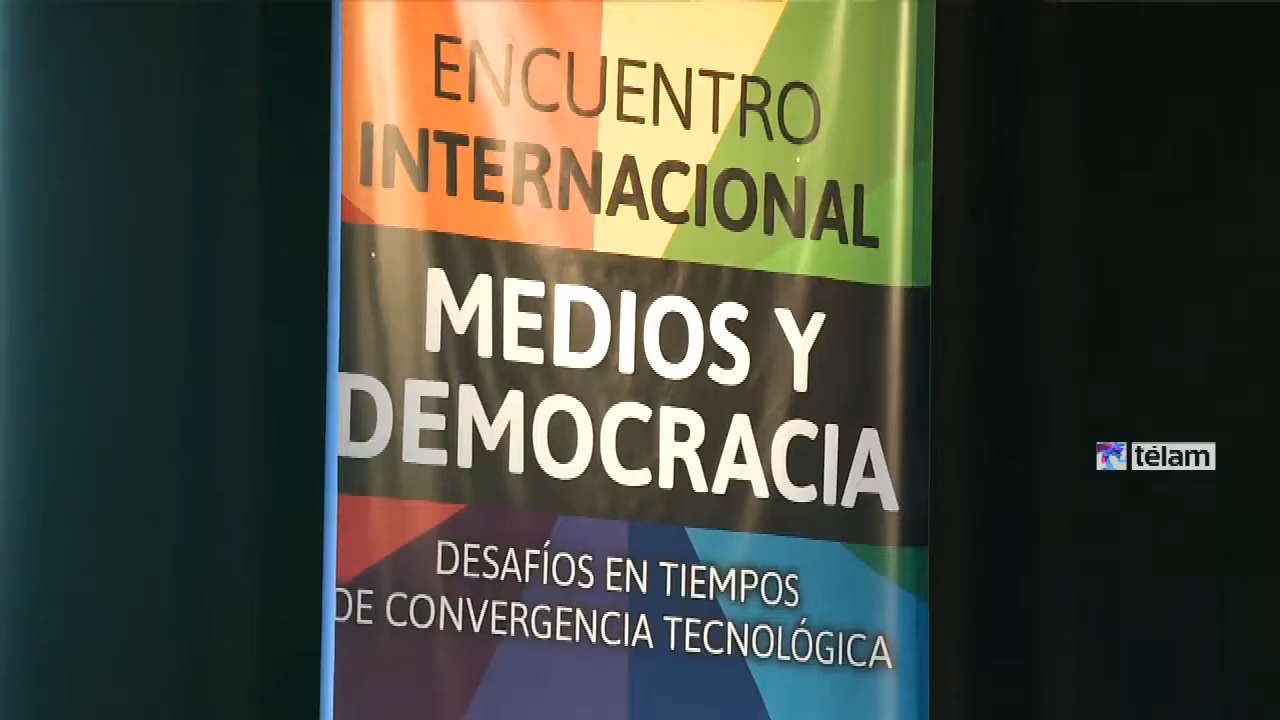 ENCUENTRO
INTERNACIONAL
MEDIOS Y
DEMOCRACIA
DESAFÍOS EN TIEMPOS
DE CONVERGENCIA TECNOLÓGICA
télam